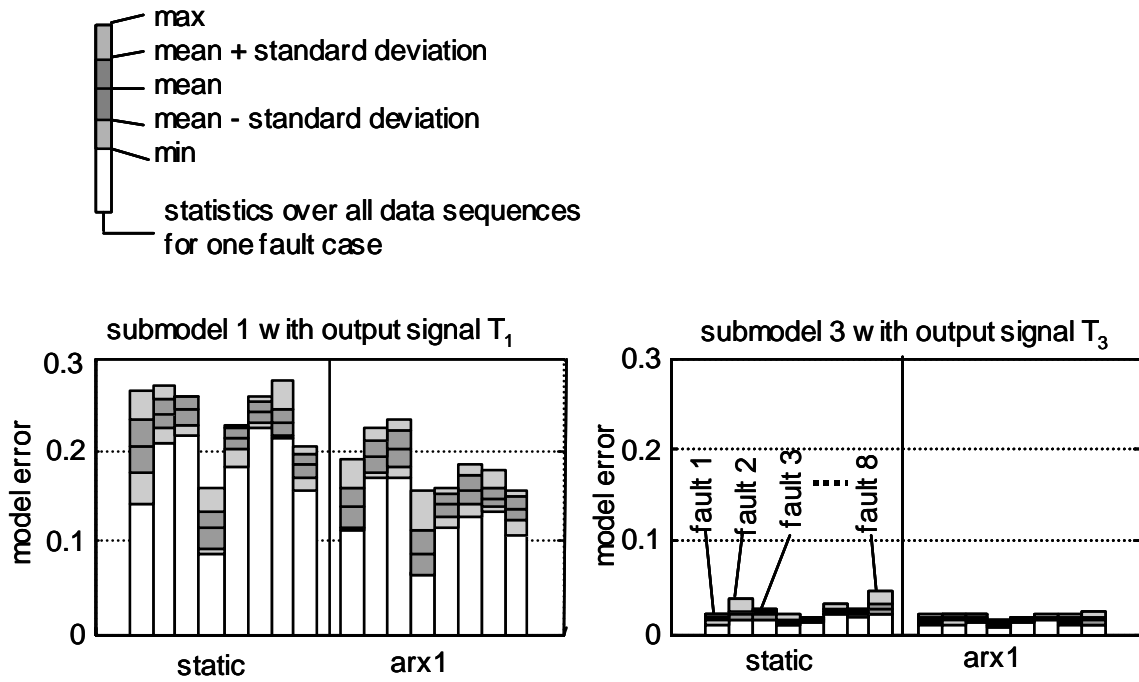 max
mean + standard deviation
mean
mean - standard deviation
min
statistics over all data sequences
for one fault case
submodel 1 with output signal T1
0.3
0.2
0.1
0
model error
static
arx1
submodel 3 with output signal T3
0.3
0.2
0.1
0
model error
fault 1
fault 2
fault 3
fault 8
static
arx1